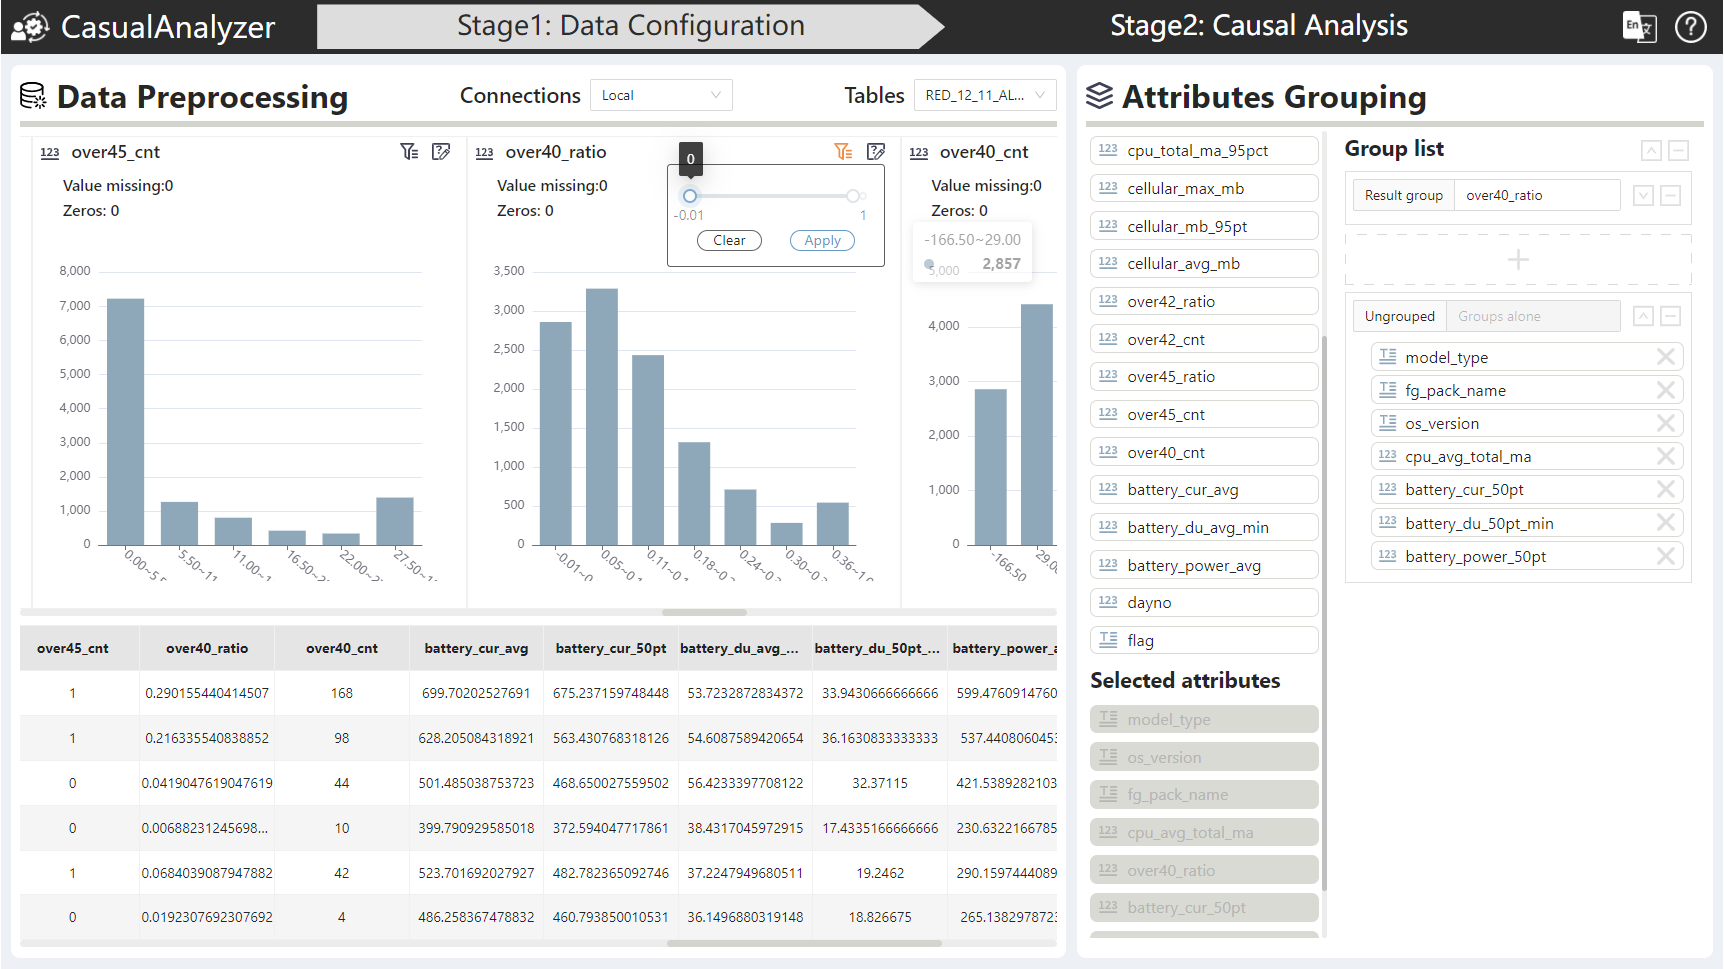 CasualAnalyzer
Stage1: Data Configuration
Stage2: Causal Analysis
En
Data Preprocessing
Connections
Local
Tables
RED_12_11_AL...
123 over45_cnt
Value missing:0
Zeros: 0
8,000
7,000
6,000
5,000
4,000
3,000
2,000
1,000
0
0.00~5.5
5.50~11
11.00~1
16.50~2
22.00~2
27.50~1
123 over40_ratio
Value missing:0
Zeros: 0
0
-0.01
1
Clear
Apply
3,500
3,000
2,500
2,000
1,500
1,000
500
0
-0.01~0
0.05~0.1
0.11~0.1
0.18~0.2
0.24~0.3
0.30~0.3
0.36~1.0
123 over40_cnt
Value missing:0
Zeros: 0
-166.50~29.00
2,857
5,000
4,000
3,000
2,000
1,000
0
-166.50
29.00
over45_cnt over40_ratio over40_cnt battery_cur_avg battery_cur_50pt battery_du_avg_... battery_du_50pt_... battery_power_a
1 0.290155440414507 168 699.70202527691 675.237159748448 53.7232872834372 33.9430666666666 599.4760914760
1 0.216335540838852 98 628.205084318921 563.430768318126 54.6087589420654 36.1630833333333 537.4408060453
0 0.0419047619047619 44 501.485038753723 468.650027559502 56.4233397708122 32.37115 421.5389282103
0 0.00688231245698... 10 399.790929585018 372.594047717861 38.4317045972915 17.4335166666666 230.6322166785
1 0.0684039087947882 42 523.701692027927 482.782365092746 37.2247949680511 19.2462 290.1597444089
0 0.0192307692307692 4 486.258367478832 460.793850010531 36.1496880319148 18.826675 265.1382978723
Attributes Grouping
123 cpu_total_ma_95pct
123 cellular_max_mb
123 cellular_mb_95pt
123 cellular_avg_mb
123 over42_ratio
123 over42_cnt
123 over45_ratio
123 over45_cnt
123 over40_cnt
123 battery_cur_avg
123 battery_du_avg_min
123 battery_power_avg
123 dayno
flag
Selected attributes
model_type
os_version
fg_pack_name
123 cpu_avg_total_ma
123 over40_ratio
123 battery_cur_50pt
Group list
Result group over40_ratio
Ungrouped Groups alone
model_type
fg_pack_name
os_version
123 cpu_avg_total_ma
123 battery_cur_50pt
123 battery_du_50pt_min
123 battery_power_50pt